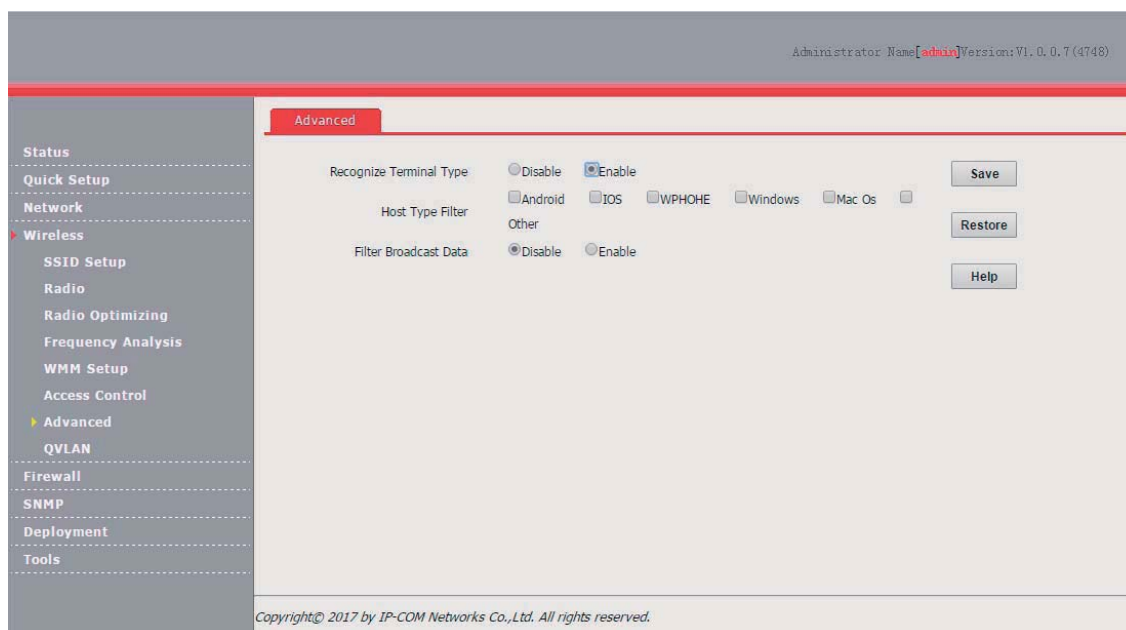 Administrator Name[admin]Version:V1.0.0.7(4748)
Advanced
Status
Quick Setup
Network
Wireless
SSID Setup
Radio
Radio Optimizing
Frequency Analysis
WMM Setup
Access Control
Advanced
QVLAN
Firewall
SNMP
Deployment
Tools
Recognize Terminal Type Disable Enable
Host Type Filter Android IOS WPHOHE Windows Mac Os
Other
Filter Broadcast Data Disable Enable
Save
Restore
Help
Copyright© 2017 by IP-COM Networks Co.,Ltd. All rights reserved.